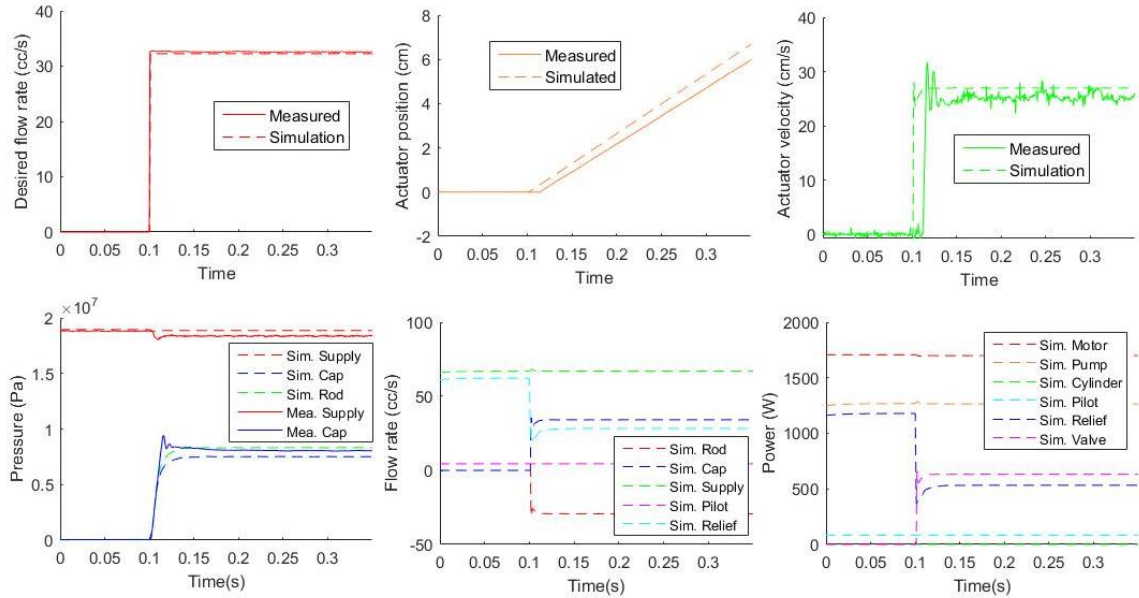 Desired flow rate (cc/s)
40
30
20
10
0
0 0.05 0.1 0.15 0.2 0.25 0.3
Time
Measured
Simulation
Actuator position (cm)
8
6
4
2
0
-2
0 0.05 0.1 0.15 0.2 0.25 0.3
Time
Measured
Simulated
Actuator velocity (cm/s)
40
30
20
10
0
0 0.05 0.1 0.15 0.2 0.25 0.3
Time
Measured
Simulation
Pressure (Pa)
×10⁷
2
1.5
1
0.5
0
0 0.05 0.1 0.15 0.2 0.25 0.3
Time(s)
Sim. Supply
Sim. Cap
Sim. Rod
Mea. Supply
Mea. Cap
Flow rate (cc/s)
100
50
0
-50
0 0.05 0.1 0.15 0.2 0.25 0.3
Time(s)
Sim. Rod
Sim. Cap
Sim. Supply
Sim. Pilot
Sim. Relief
Power (W)
2000
1500
1000
500
0
0 0.05 0.1 0.15 0.2 0.25 0.3
Time(s)
Sim. Motor
Sim. Pump
Sim. Cylinder
Sim. Pilot
Sim. Relief
Sim. Valve